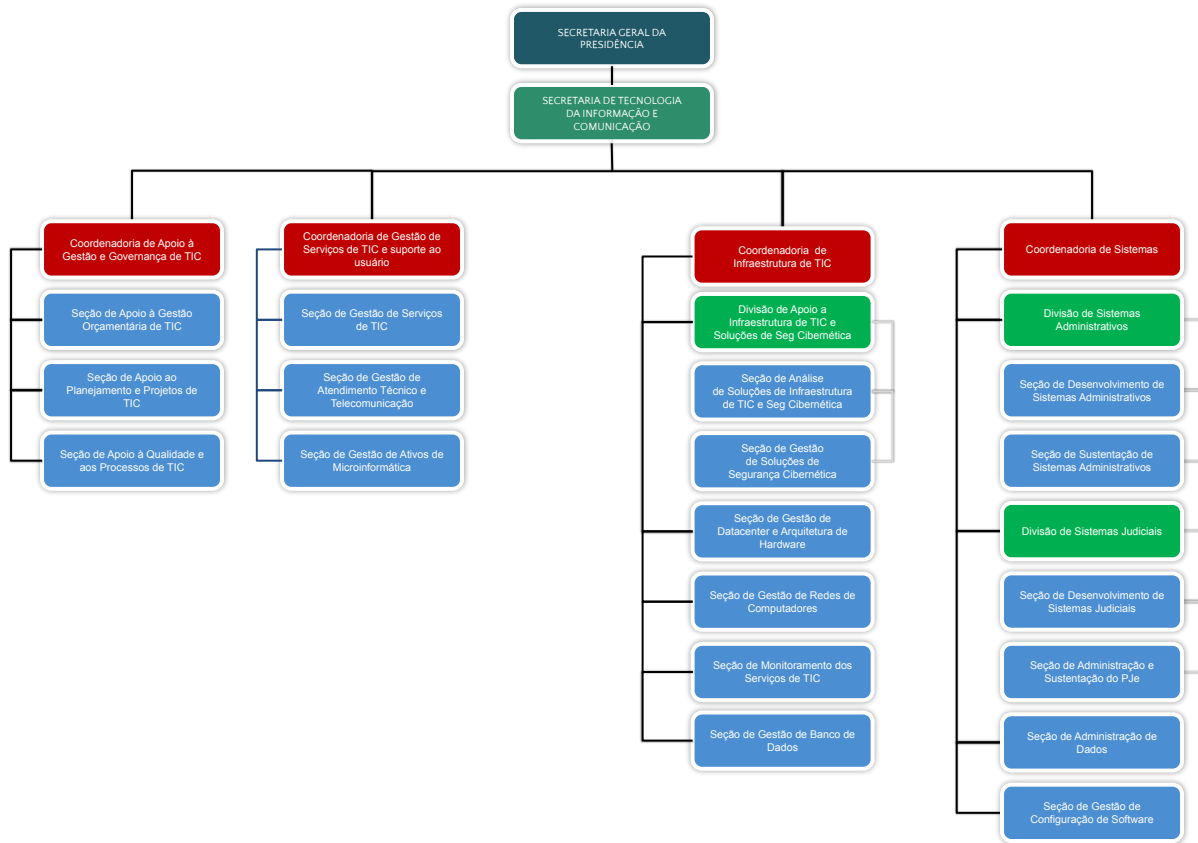 SECRETARIA GERAL DA
PRESIDÊNCIA
SECRETARIA DE TECNOLOGIA
DA INFORMAÇÃO E
COMUNICAÇÃO
Coordenadoria de Apoio à
Gestão e Governança de TIC
Seção de Apoio à Gestão
Orçamentária de TIC
Seção de Apoio ao
Planejamento e Projetos de
TIC
Seção de Apoio à Qualidade e
aos Processos de TIC
Coordenadoria de Gestão de
Serviços de TIC e suporte ao
usuário
Seção de Gestão de Serviços
de TIC
Seção de Gestão de
Atendimento Técnico e
Telecomunicação
Seção de Gestão de Ativos de
Microinformática
Coordenadoria de
Infraestrutura de TIC
Divisão de Apoio a
Infraestrutura de TIC e
Soluções de Seg Cibernética
Seção de Análise
de Soluções de Infraestrutura
de TIC e Seg Cibernética
Seção de Gestão
de Soluções de
Segurança Cibernética
Seção de Gestão de
Datacenter e Arquitetura de
Hardware
Seção de Gestão de Redes de
Computadores
Seção de Monitoramento dos
Serviços de TIC
Seção de Gestão de Banco de
Dados
Coordenadoria de Sistemas
Divisão de Sistemas
Administrativos
Seção de Desenvolvimento de
Sistemas Administrativos
Seção de Sustentação de
Sistemas Administrativos
Divisão de Sistemas Judiciais
Seção de Desenvolvimento de
Sistemas Judiciais
Seção de Administração e
Sustentação do PJe
Seção de Administração de
Dados
Seção de Gestão de
Configuração de Software